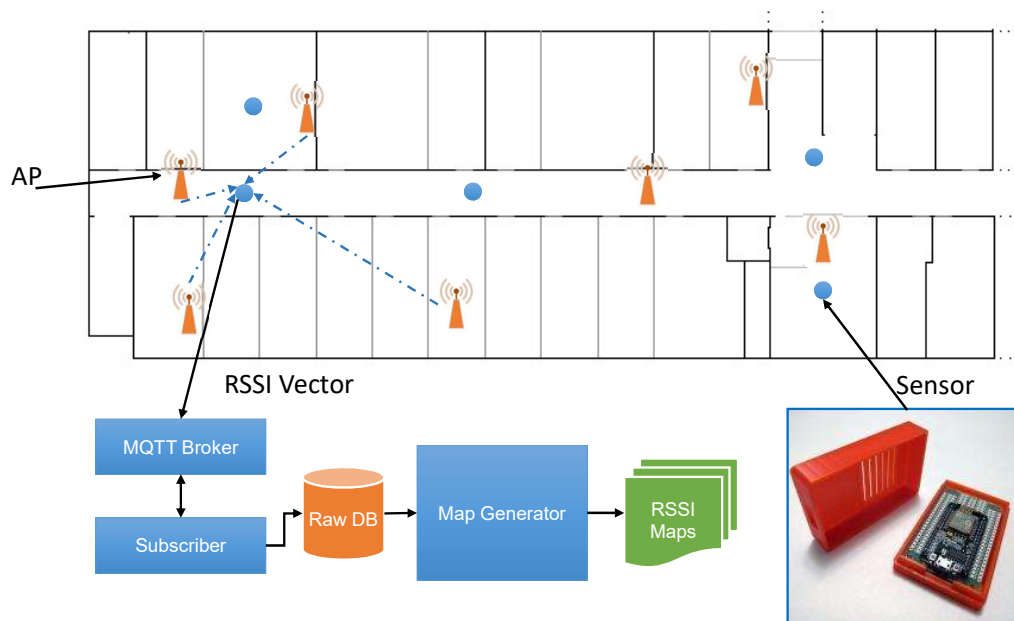 AP
RSSI Vector
Sensor
MQTT Broker
Subscriber
Raw DB
Map Generator
RSSI
Maps